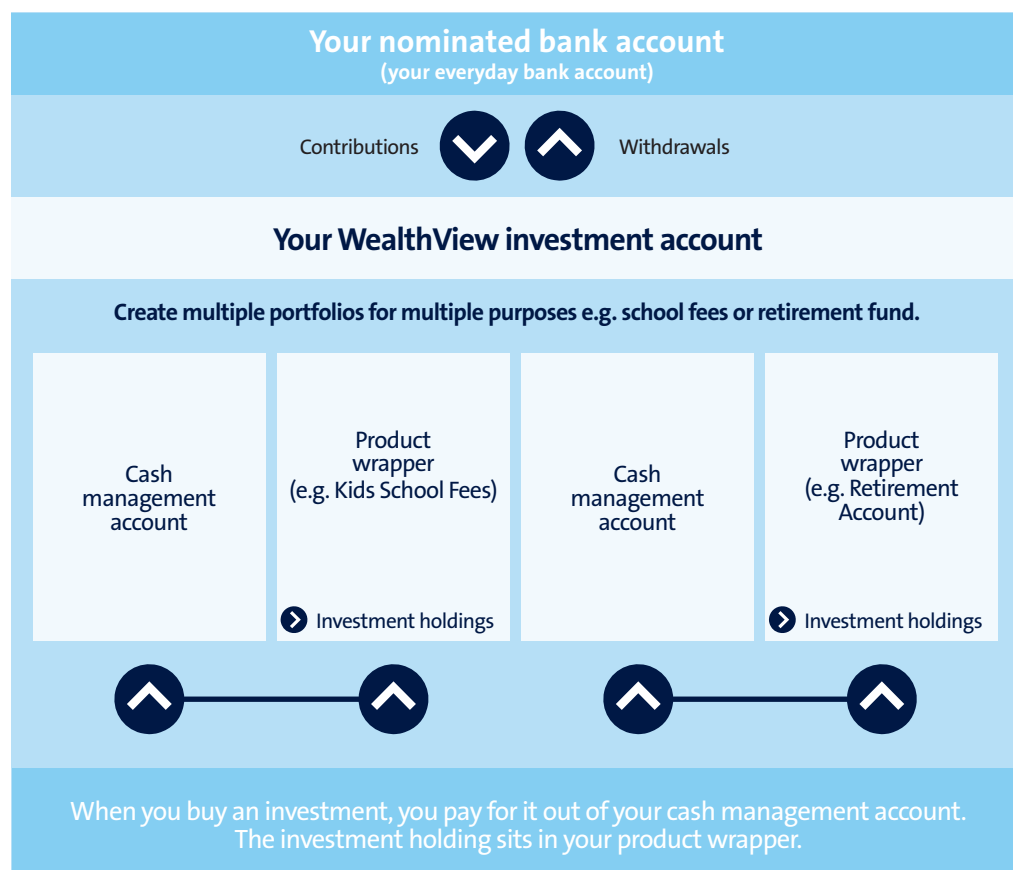 Your nominated bank account
(your everyday bank account)
Contributions
Withdrawals
Your WealthView investment account
Create multiple portfolios for multiple purposes e.g. school fees or retirement fund.
Cash
management
account
Product
wrapper
(e.g. Kids School Fees)
Investment holdings
Cash
management
account
Product
wrapper
(e.g. Retirement
Account)
Investment holdings
When you buy an investment, you pay for it out of your cash management account.
The investment holding sits in your product wrapper.